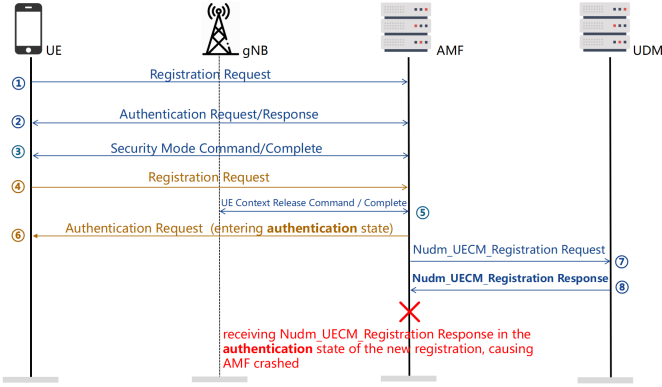 UE
gNB
AMF
UDM
① Registration Request
② Authentication Request/Response
③ Security Mode Command/Complete
④ Registration Request
UE Context Release Command / Complete ⑤
⑥ Authentication Request (entering authentication state)
Nudm_UECM_Registration Request ⑦
Nudm_UECM_Registration Response ⑧
receiving Nudm_UECM_Registration Response in the
authentication state of the new registration, causing
AMF crashed